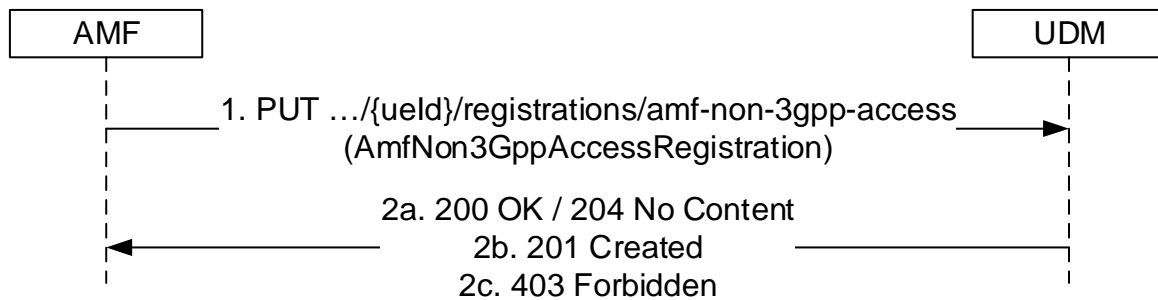 AMF
UDM
1. PUT …/{ueId}/registrations/amf-non-3gpp-access
(AmfNon3GppAccessRegistration)
2a. 200 OK / 204 No Content
2b. 201 Created
2c. 403 Forbidden